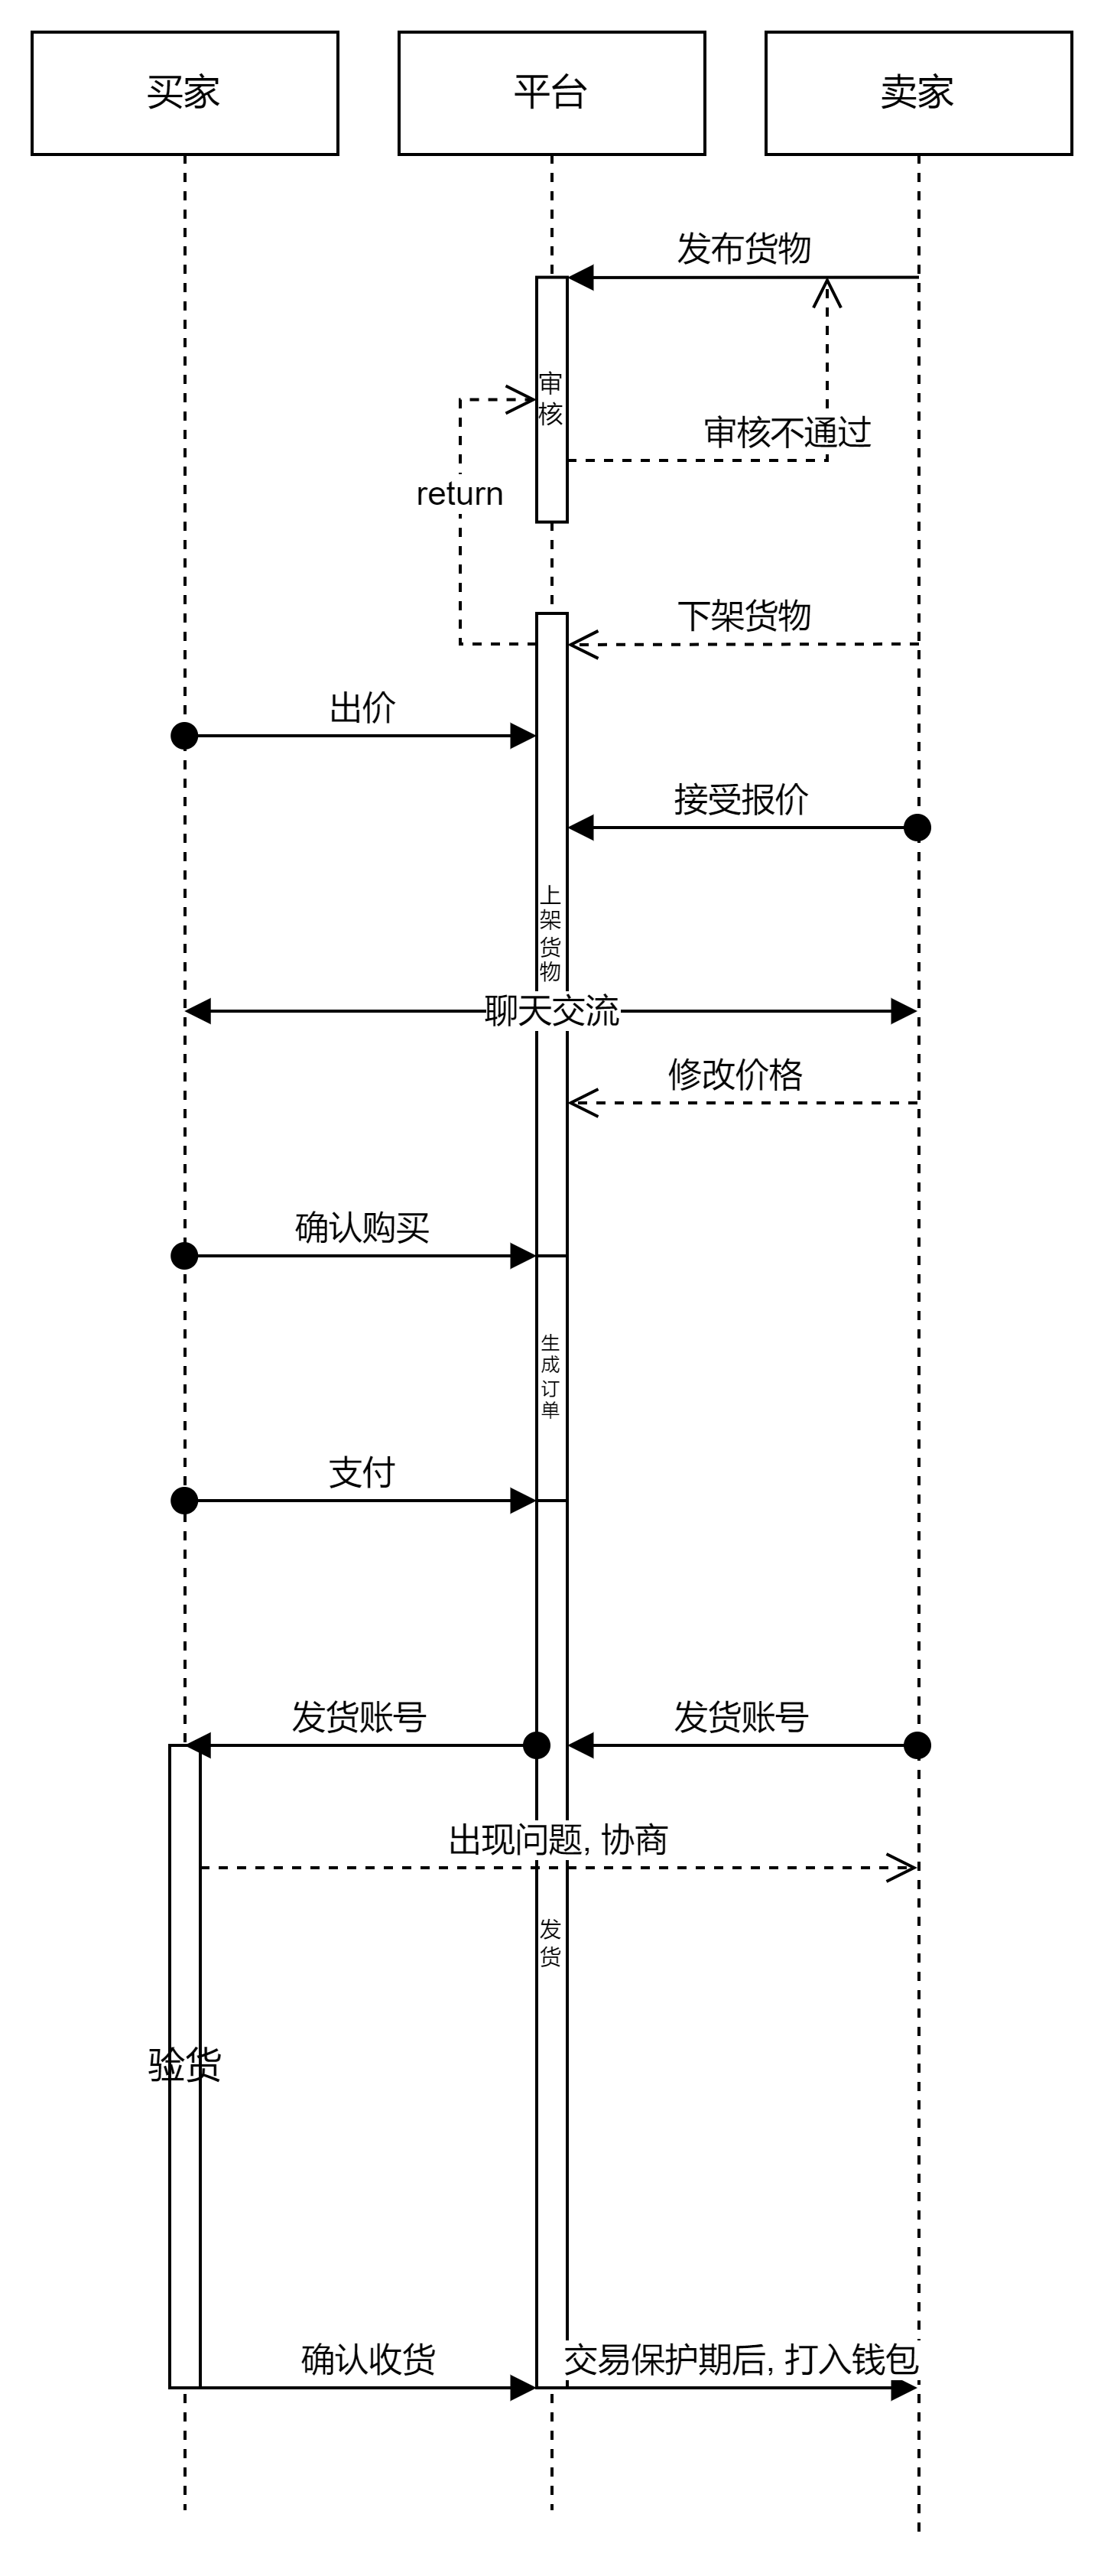 买家
平台
卖家
发布货物
审
核
审核不通过
return
下架货物
出价
接受报价
上
架
货
物
聊天交流
修改价格
确认购买
生
成
订
单
支付
发货账号
发货账号
出现问题, 协商
发
货
验货
确认收货
交易保护期后, 打入钱包